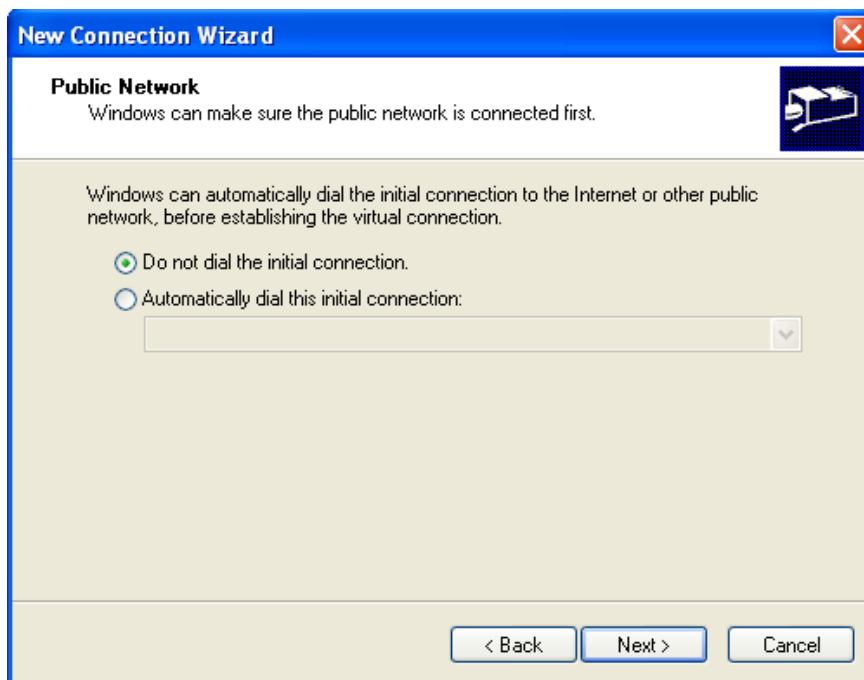 New Connection Wizard
Public Network
Windows can make sure the public network is connected first.
Windows can automatically dial the initial connection to the Internet or other public
network, before establishing the virtual connection.
Do not dial the initial connection.
Automatically dial this initial connection:
< Back Next > Cancel